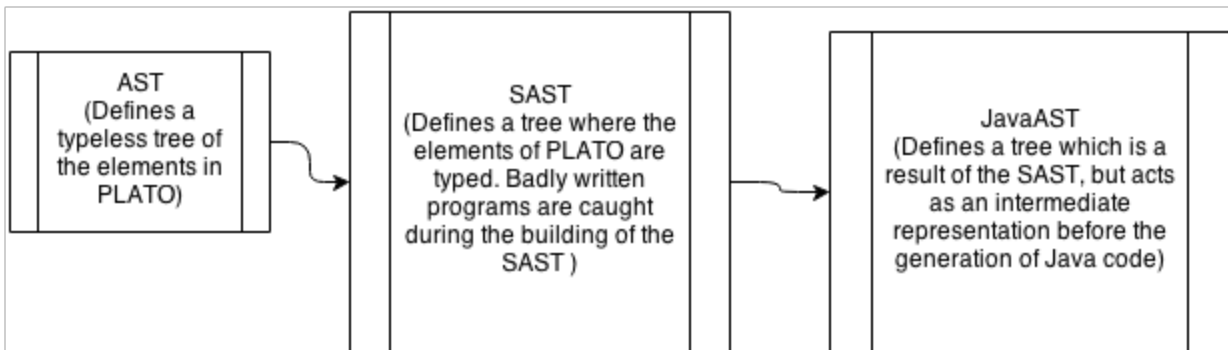 AST
(Defines a
typeless tree of
the elements in
PLATO)
SAST
(Defines a tree where the
elements of PLATO are
typed. Badly written
programs are caught
during the building of the
SAST )
JavaAST
(Defines a tree which is a
result of the SAST, but acts
as an intermediate
representation before the
generation of Java code)